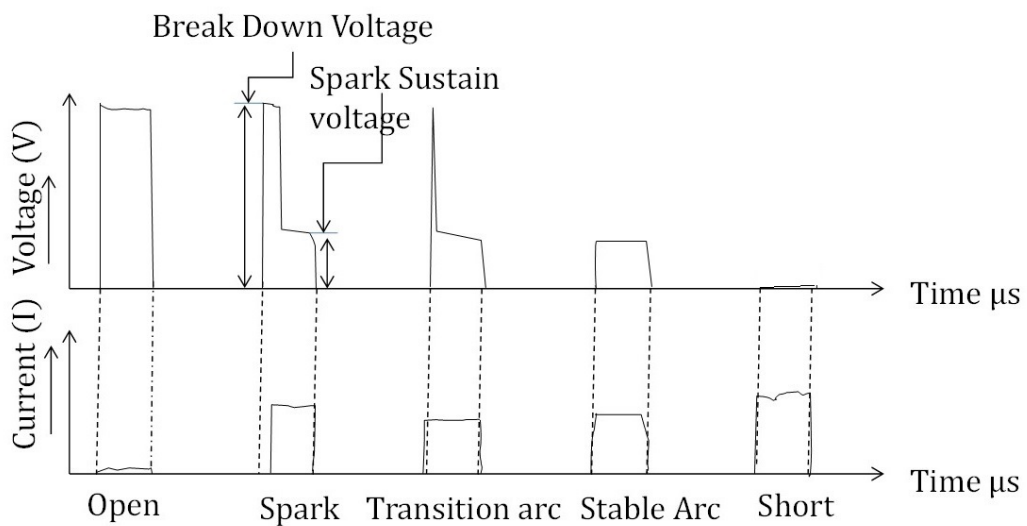 Break Down Voltage
Spark Sustain
voltage
Voltage (V)
Time μs
Current (I)
Time μs
Open
Spark
Transition arc
Stable Arc
Short